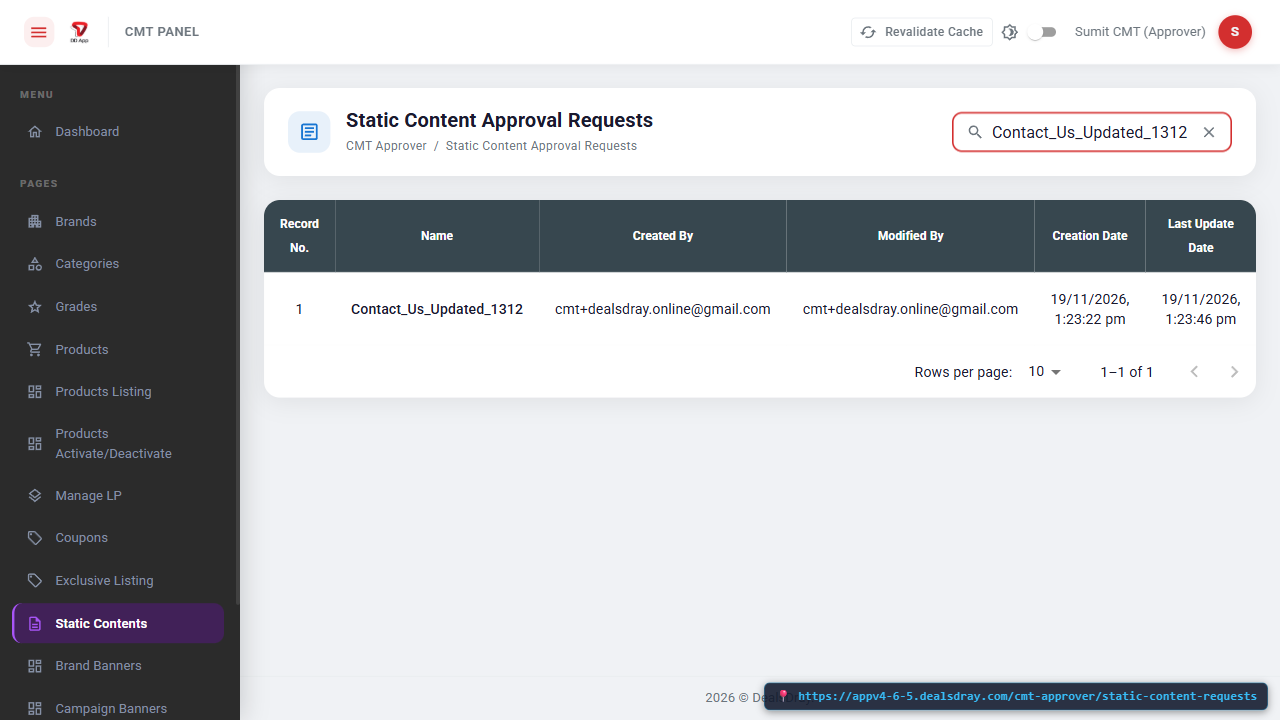 DD App
CMT PANEL
Revalidate Cache
Sumit CMT (Approver)
S
MENU
Dashboard
PAGES
Brands
Categories
Grades
Products
Products Listing
Products
Activate/Deactivate
Manage LP
Coupons
Exclusive Listing
Static Contents
Brand Banners
Campaign Banners
Static Content Approval Requests
CMT Approver / Static Content Approval Requests
Contact_Us_Updated_1312
Record
No.
Name
Created By
Modified By
Creation Date
Last Update
Date
1
Contact_Us_Updated_1312
cmt+dealsdray.online@gmail.com
cmt+dealsdray.online@gmail.com
19/11/2026,
1:23:22 pm
19/11/2026,
1:23:46 pm
Rows per page: 10
1–1 of 1
2026 ©
https://appv4-6-5.dealsdray.com/cmt-approver/static-content-requests